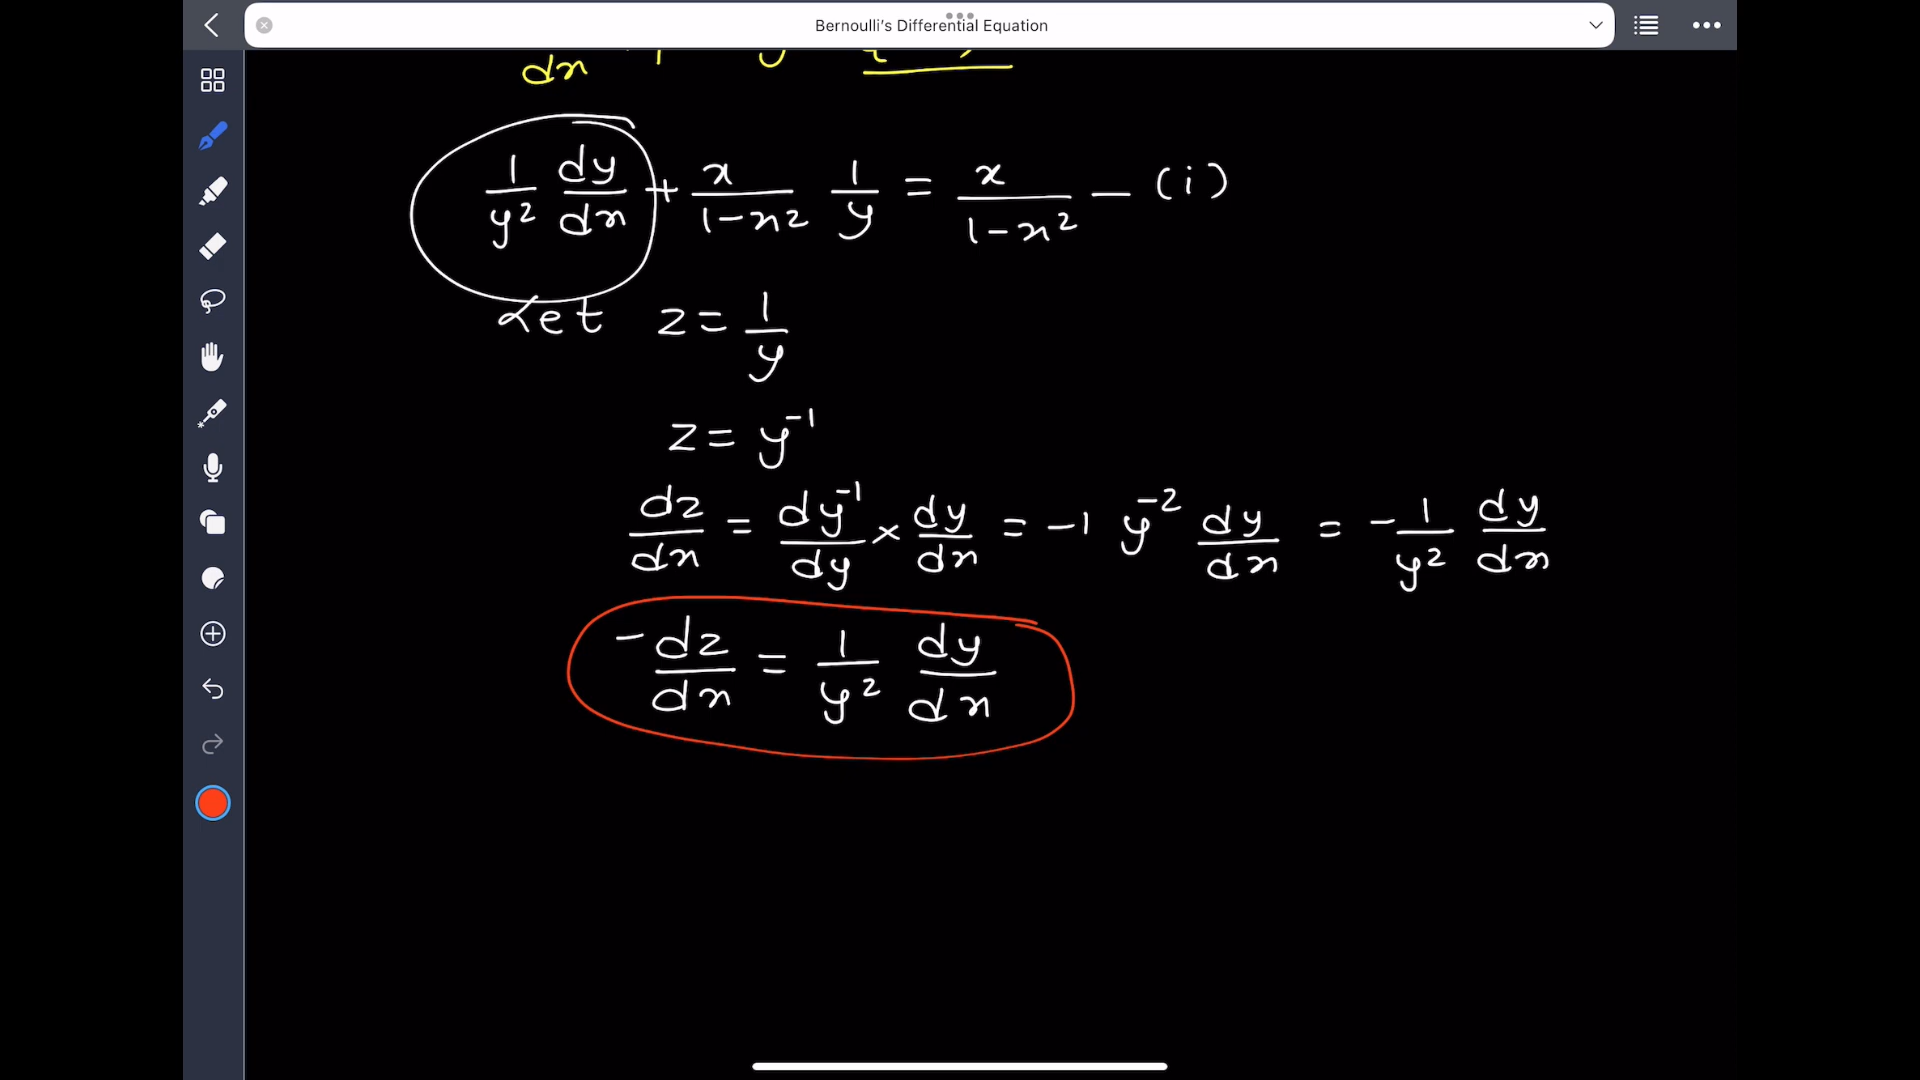 Bernoulli's Differential Equation
dx
1/y² dy/dx + x/(1-x²) 1/y = x/(1-x²) — (i)
Let z = 1/y
z = y⁻¹
dz/dx = dy⁻¹/dy × dy/dx = -1 y⁻² dy/dx = - 1/y² dy/dx
- dz/dx = 1/y² dy/dx